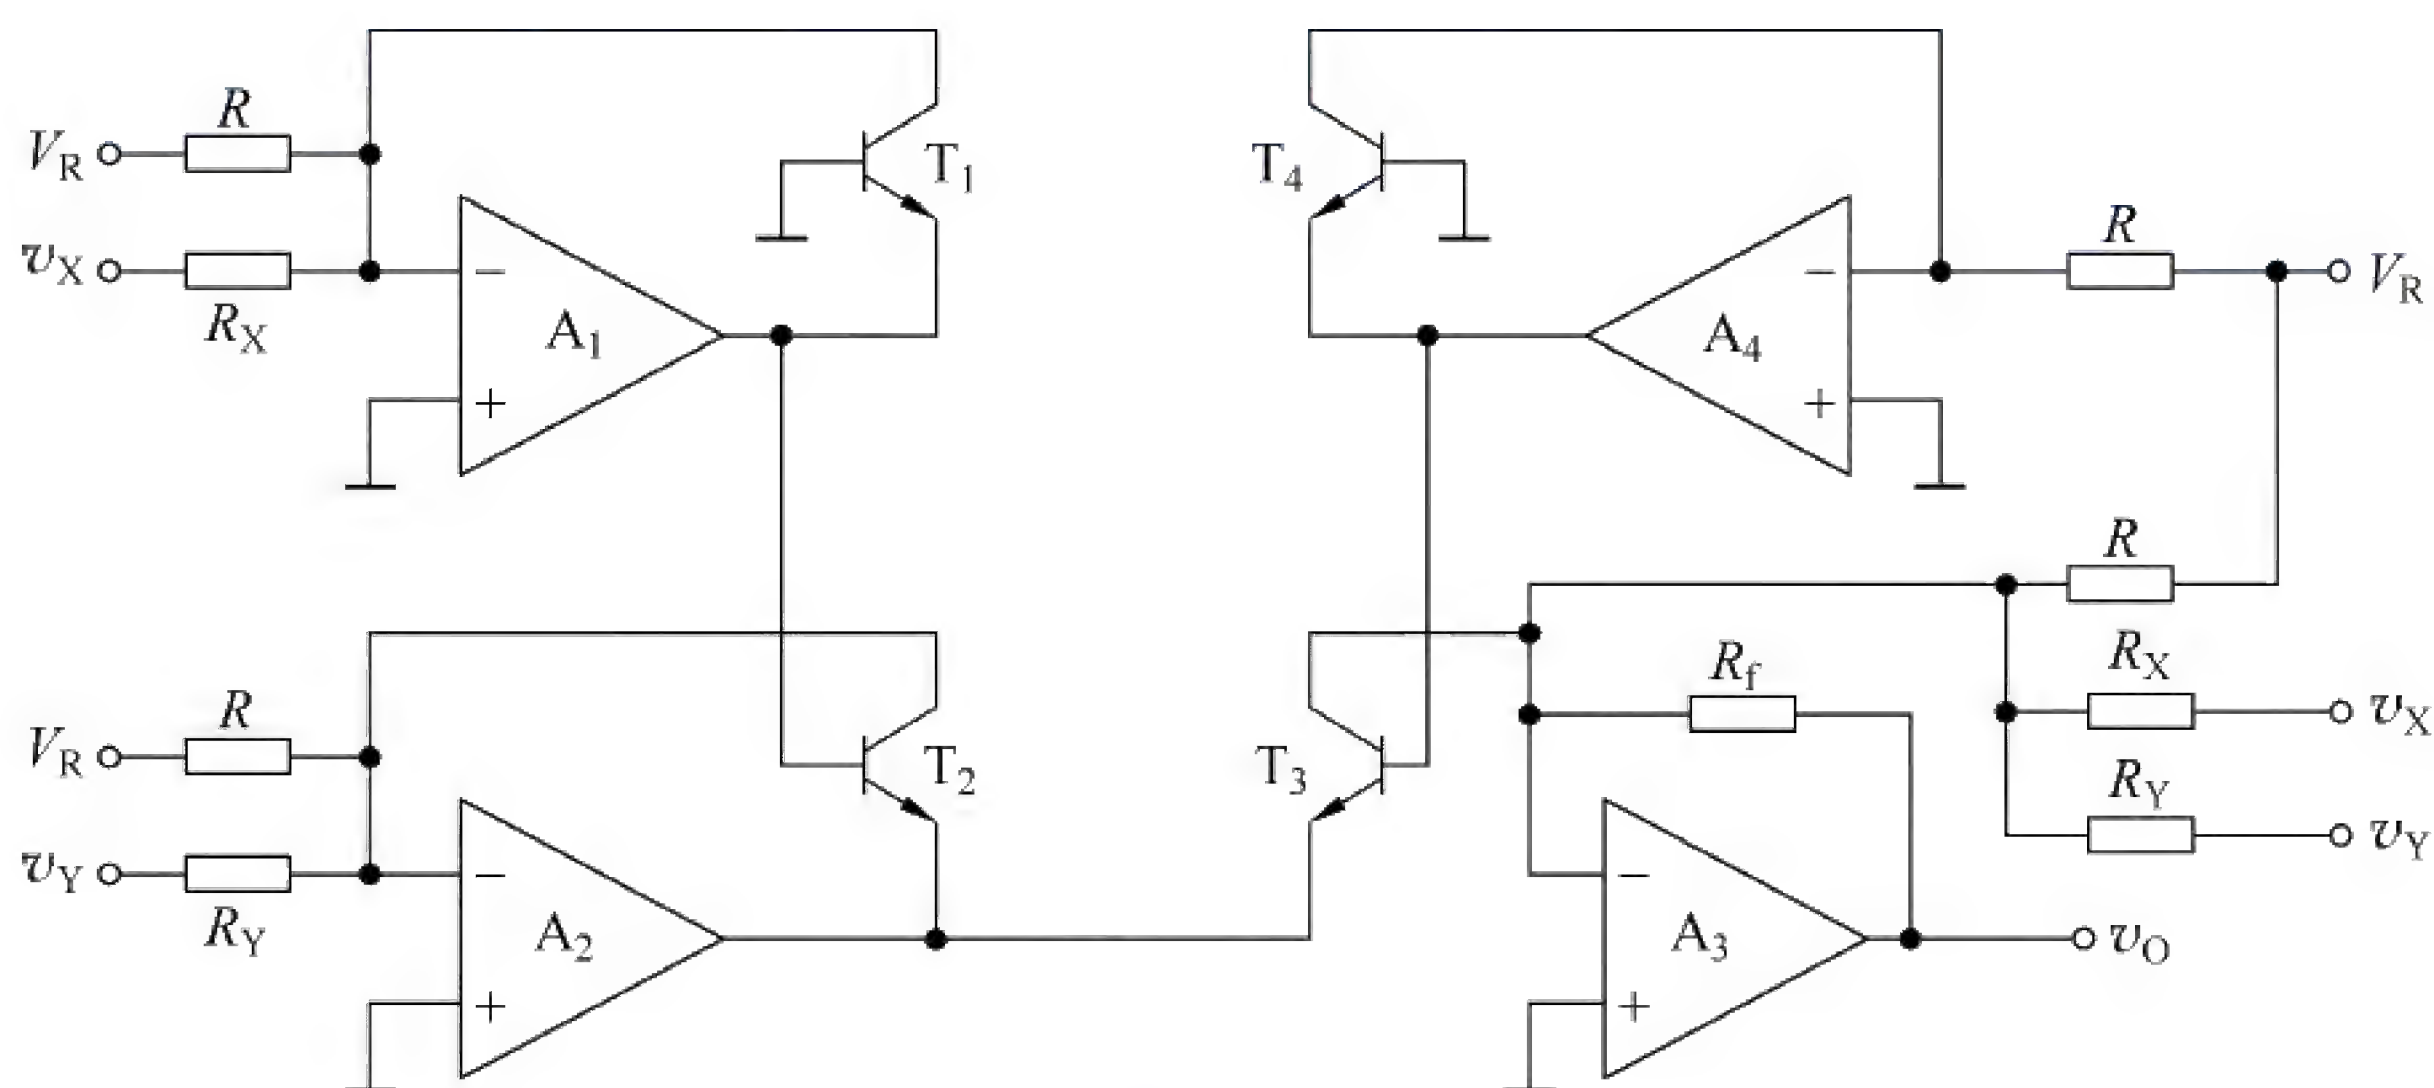 R
V_R
T_1
T_4
v_X
R_X
−
A_1
+
−
R
V_R
A_4
+
R
R_X
v_X
R_Y
v_Y
R_f
R
V_R
T_2
T_3
v_Y
R_Y
−
A_2
+
−
A_3
+
v_O